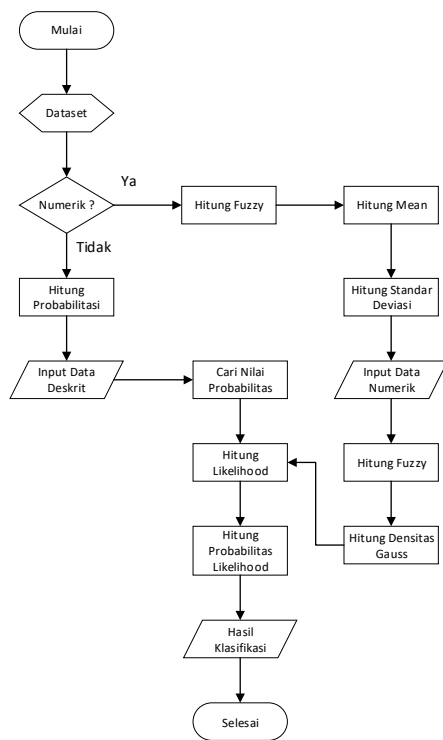 Mulai
Dataset
Numerik ?
Ya
Tidak
Hitung Fuzzy
Hitung Mean
Hitung
Probabilitasi
Hitung Standar
Deviasi
Input Data
Deskrit
Cari Nilai
Probabilitas
Input Data
Numerik
Hitung
Likelihood
Hitung Fuzzy
Hitung
Probabilitas
Likelihood
Hitung Densitas
Gauss
Hasil
Klasifikasi
Selesai